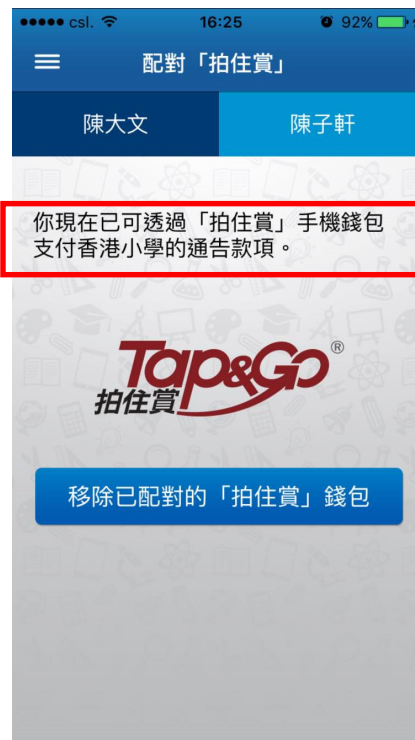 csl. 16:25 92%
配對「拍住賞」
陳大文 陳子軒
你現在已可透過「拍住賞」手機錢包
支付香港小學的通告款項。
Tap&Go®
拍住賞
移除已配對的「拍住賞」錢包